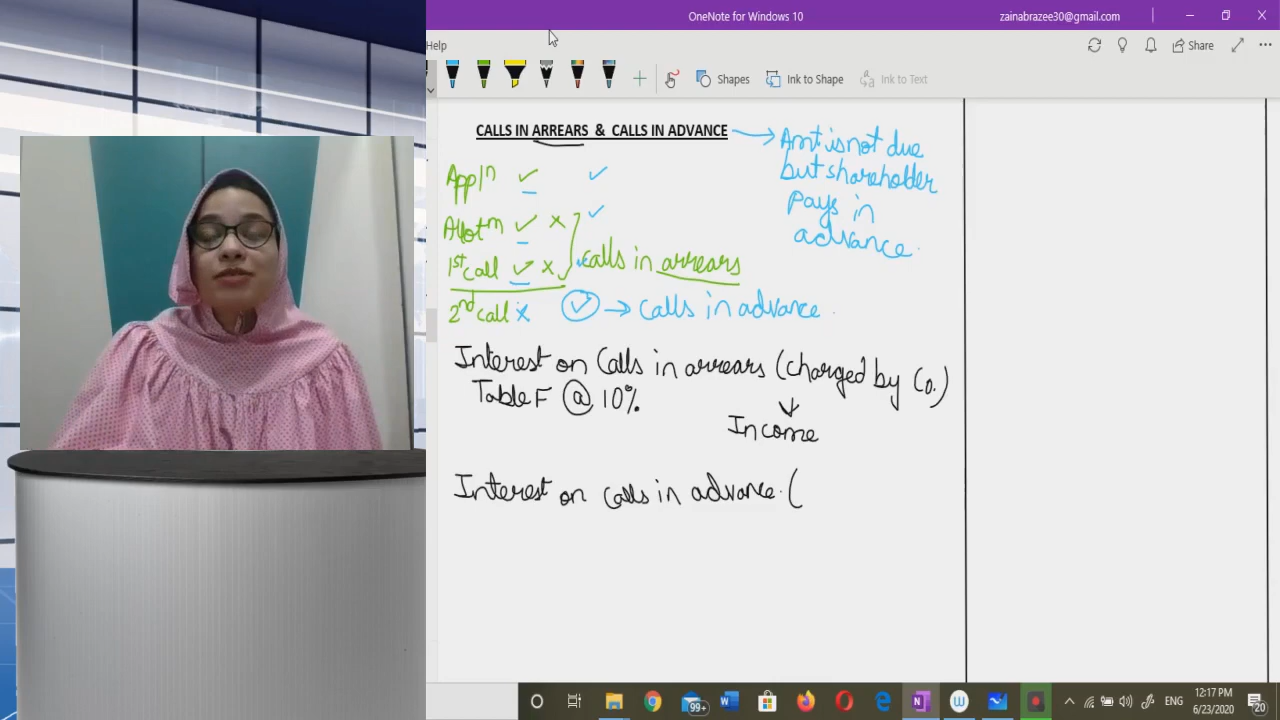 OneNote for Windows 10
zainabrazee30@gmail.com
Help
Share
Shapes
Ink to Shape
Ink to Text
CALLS IN ARREARS & CALLS IN ADVANCE
Amt is not due
but shareholder
Pays in
advance
Appln
Allotm
1st call
calls in arrears
2nd call
Calls in advance
Interest on Calls in arrears (charged by Co.)
Table F @ 10%
Income
Interest on calls in advance (
99+
ENG
12:17 PM
6/23/2020
20